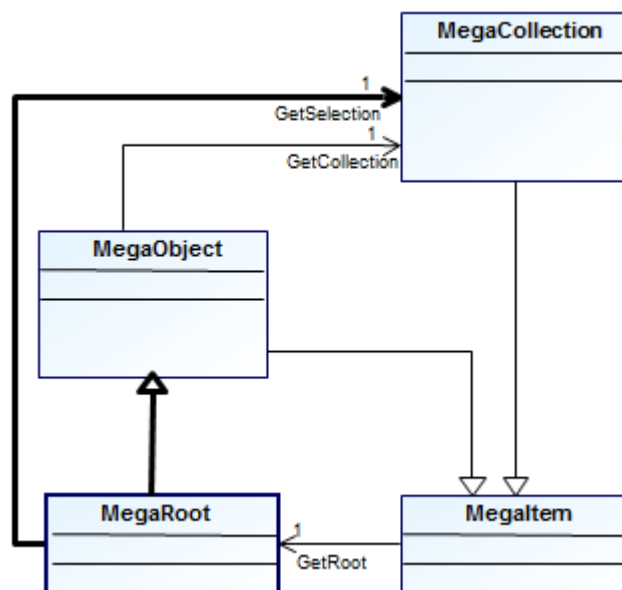 MegaCollection
1
GetSelection
1
GetCollection
MegaObject
MegaRoot
MegaItem
1
GetRoot